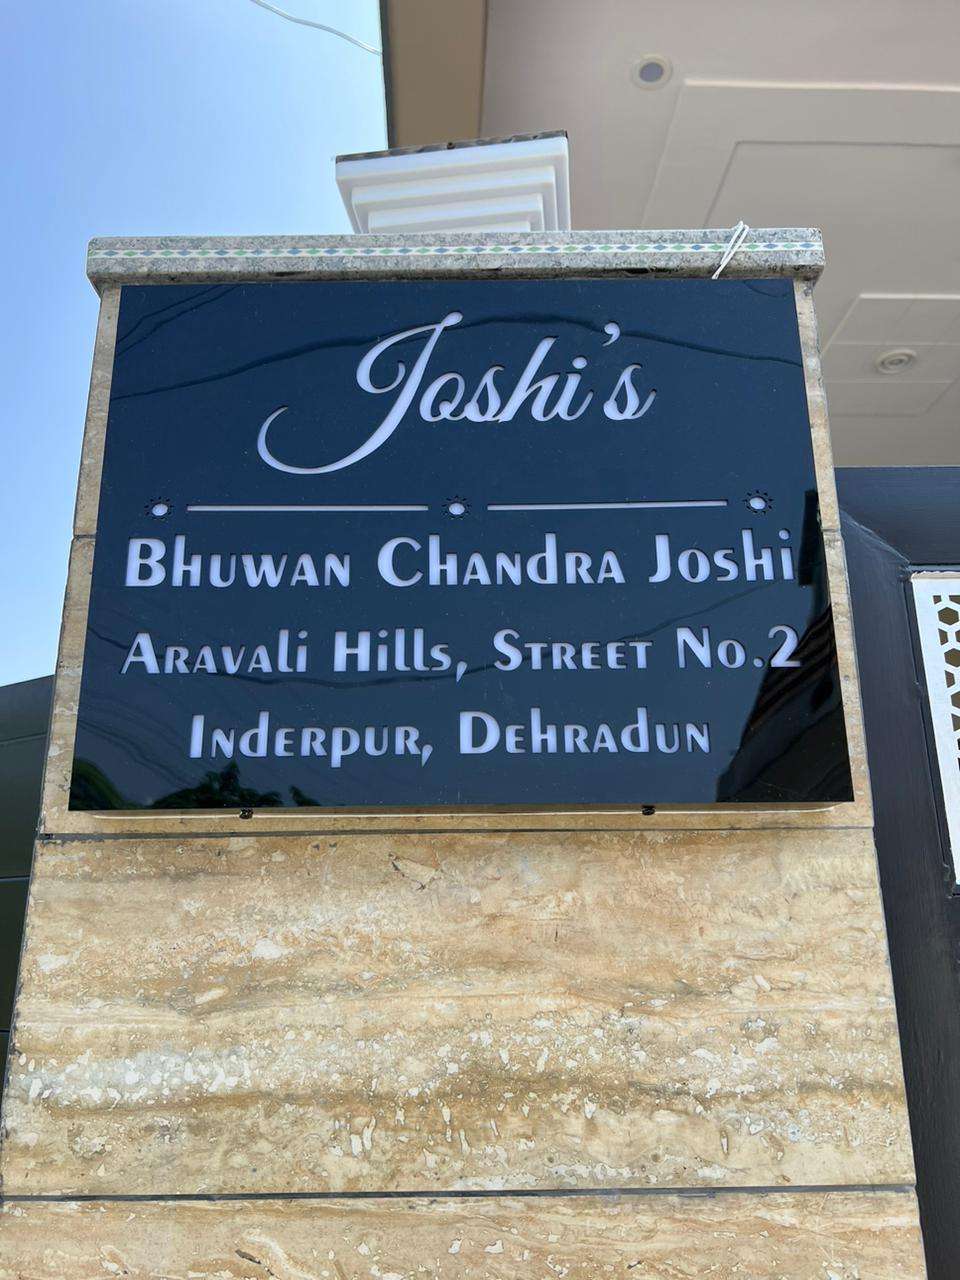 Joshi's
Bhuwan Chandra Joshi
Aravali Hills, Street No.2
Inderpur, Dehradun